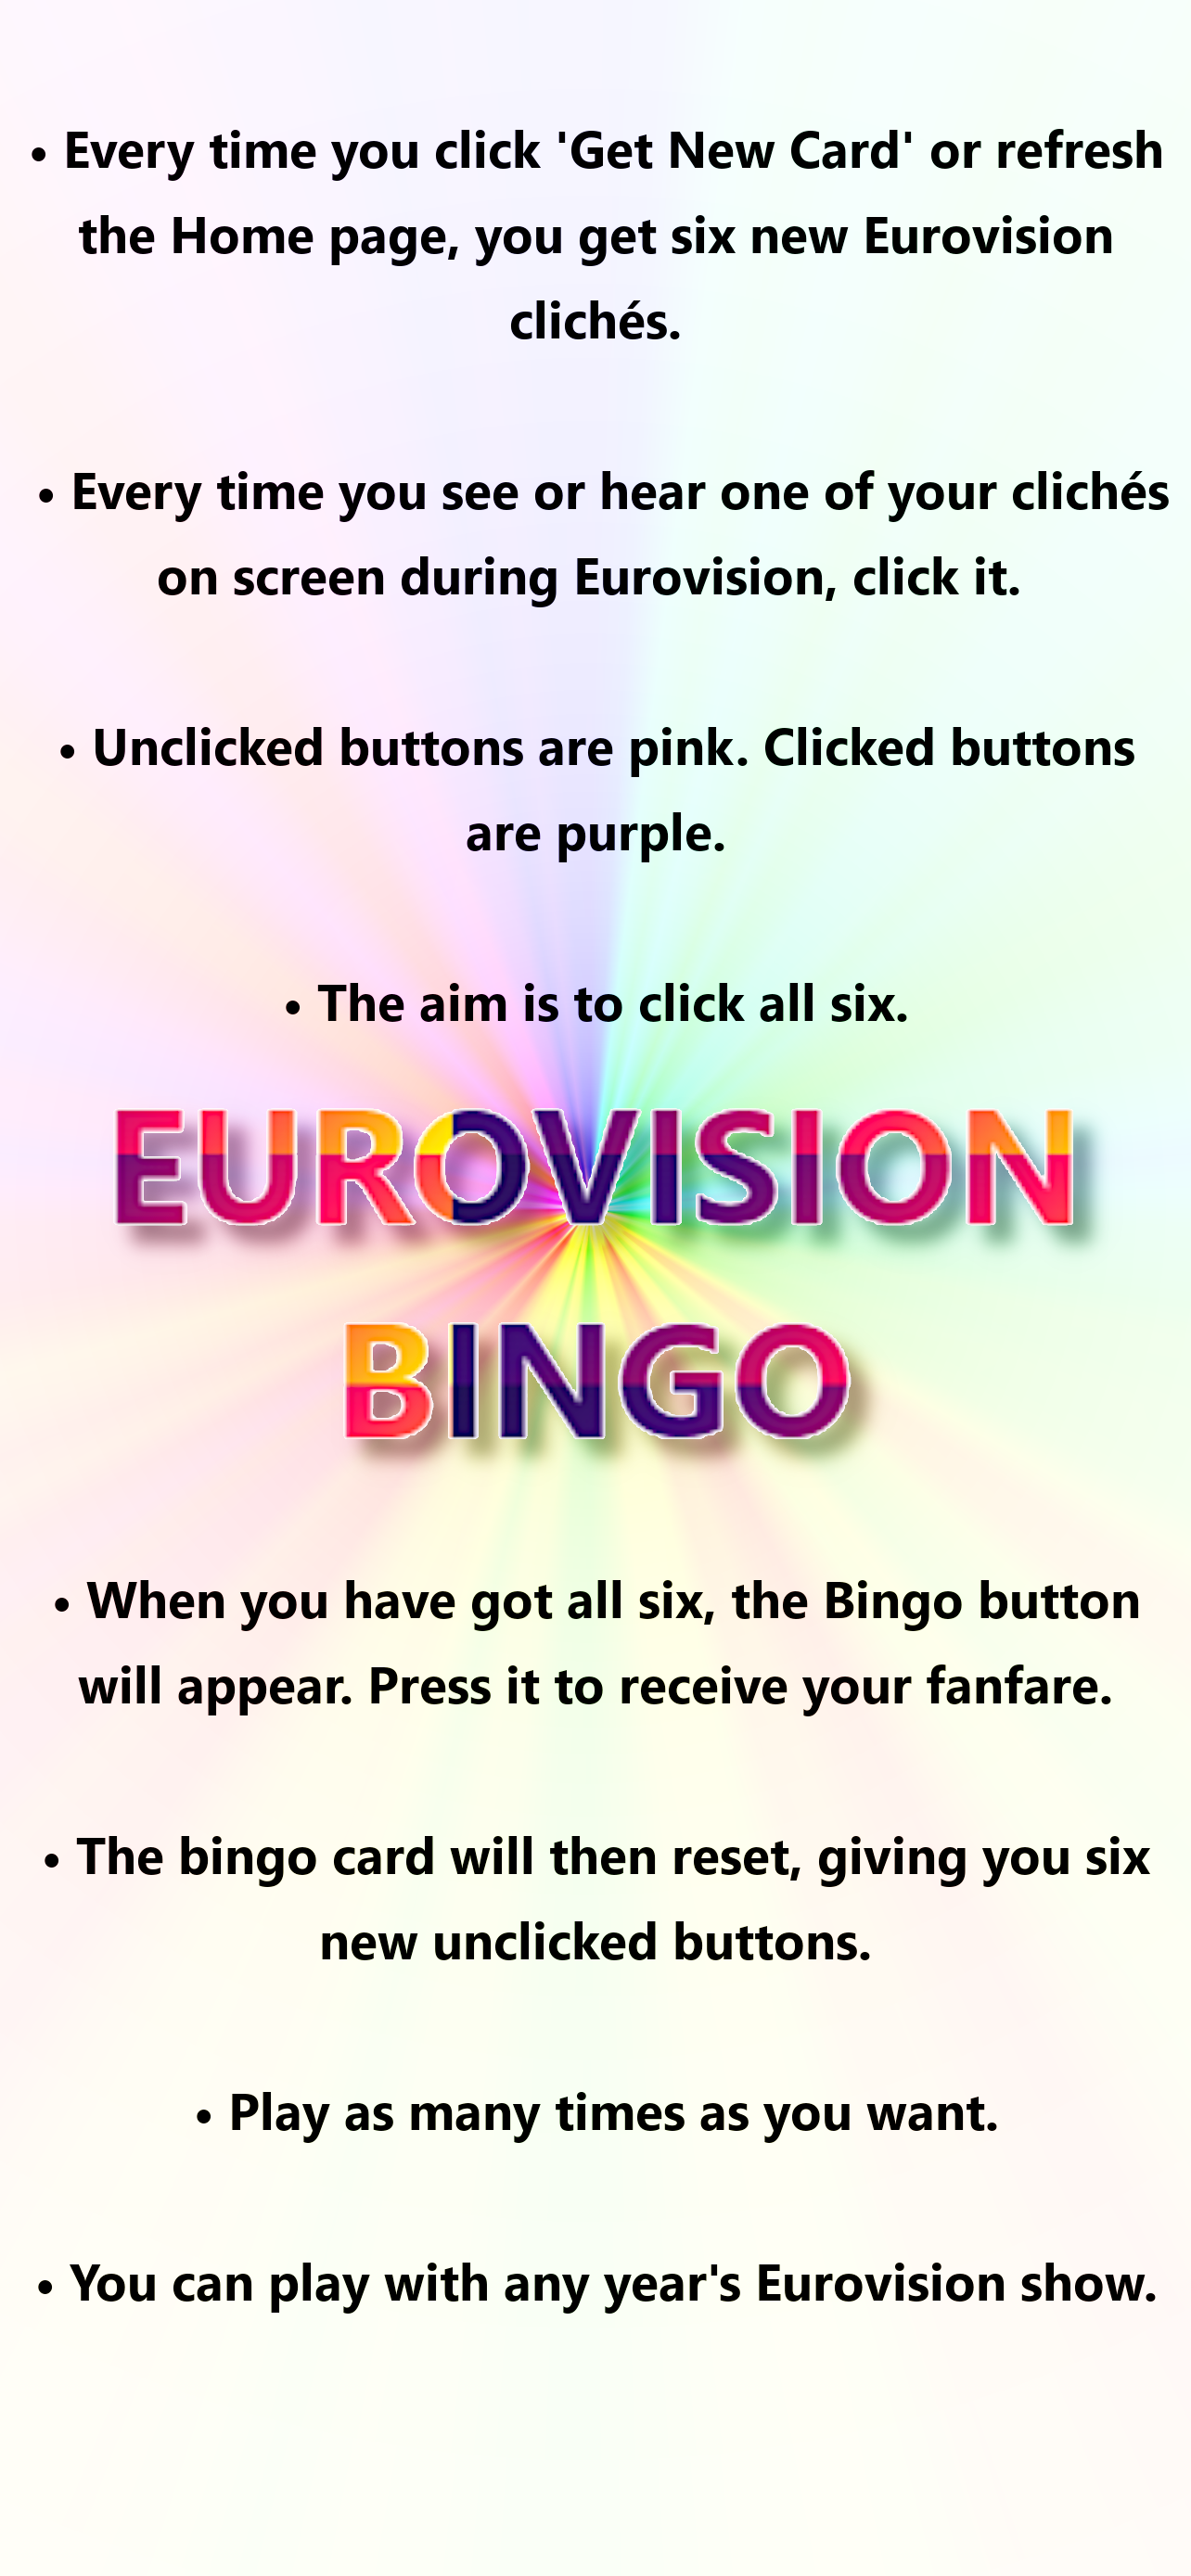 • Every time you click 'Get New Card' or refresh
the Home page, you get six new Eurovision
clichés.
• Every time you see or hear one of your clichés
on screen during Eurovision, click it.
• Unclicked buttons are pink. Clicked buttons
are purple.
• The aim is to click all six.
EUROVISION
BINGO
• When you have got all six, the Bingo button
will appear. Press it to receive your fanfare.
• The bingo card will then reset, giving you six
new unclicked buttons.
• Play as many times as you want.
• You can play with any year's Eurovision show.